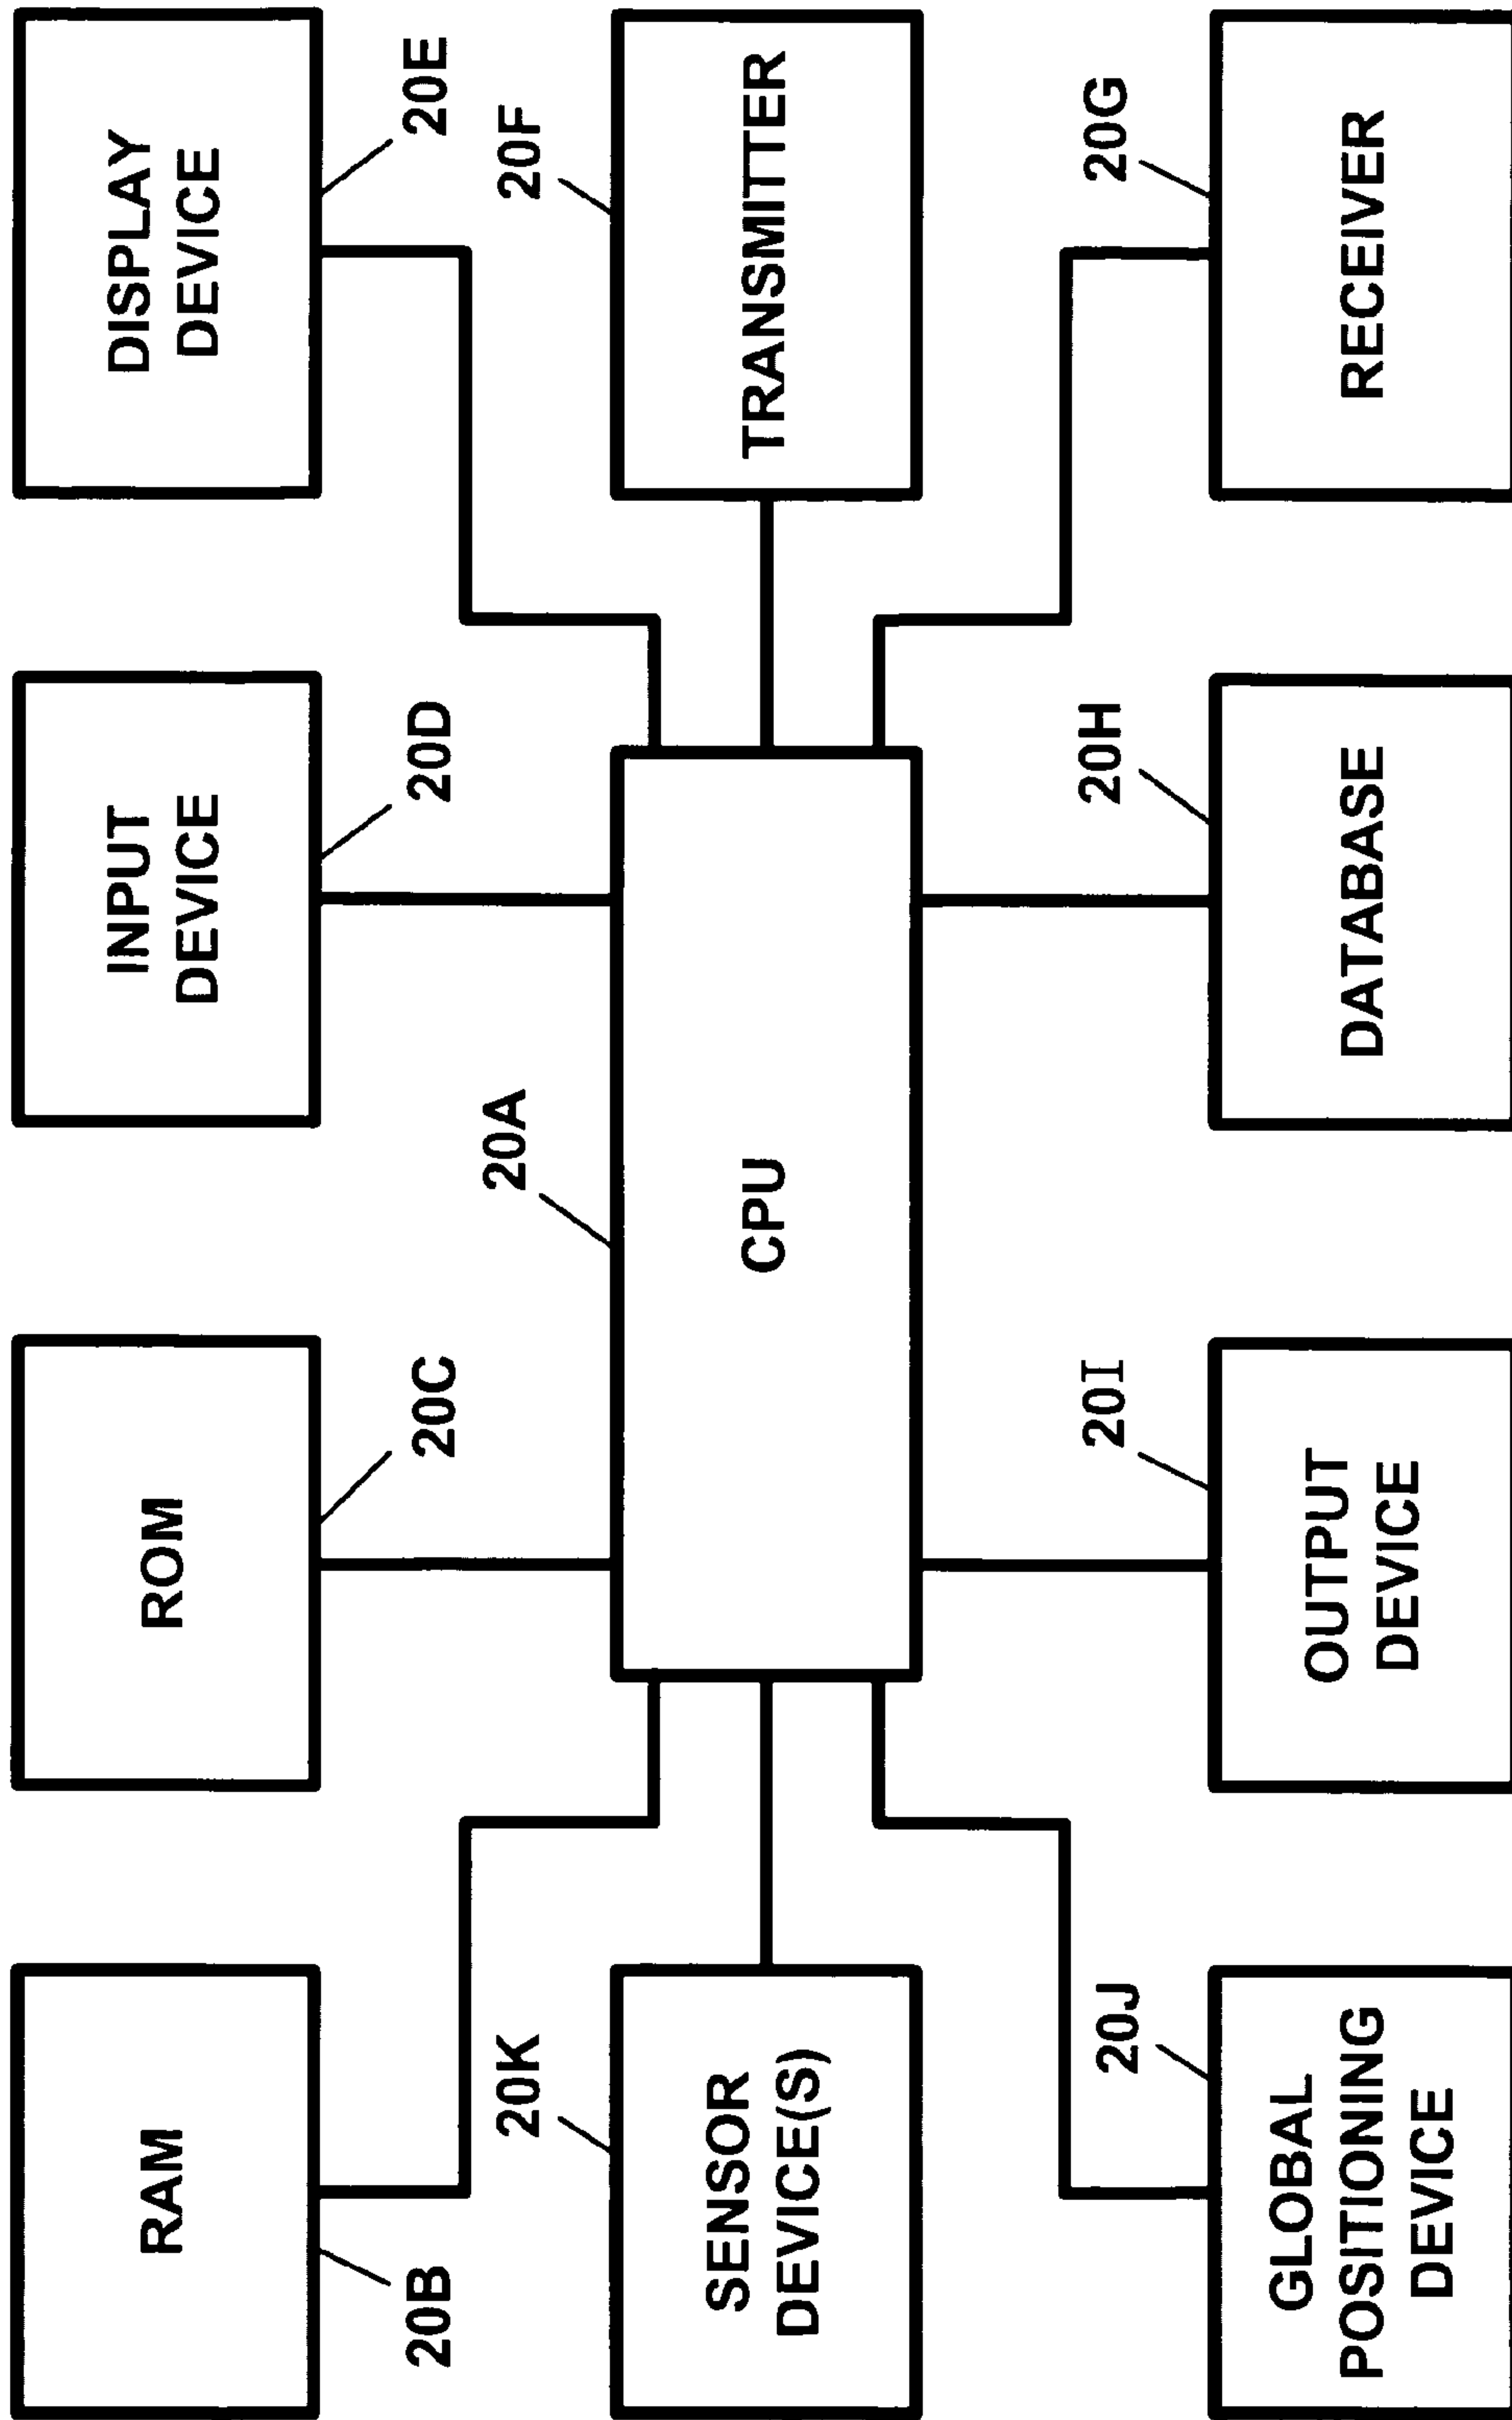 RAM
ROM
INPUT
DEVICE
DISPLAY
DEVICE
20B
20C
20D
20E
20K
20A
20F
SENSOR
DEVICE(S)
CPU
TRANSMITTER
20J
20I
20H
20G
GLOBAL
POSITIONING
DEVICE
OUTPUT
DEVICE
DATABASE
RECEIVER